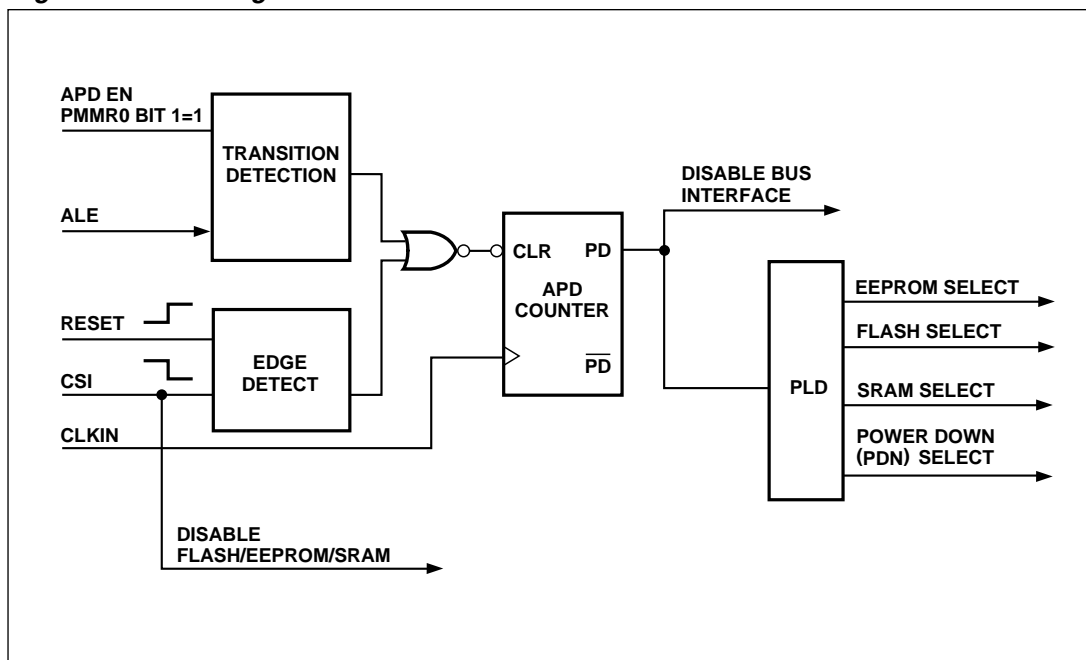 APD EN
PMMR0 BIT 1=1
TRANSITION
DETECTION
ALE
RESET
CSI
CLKIN
EDGE
DETECT
CLR
PD
APD
COUNTER
PD
DISABLE BUS
INTERFACE
PLD
EEPROM SELECT
FLASH SELECT
SRAM SELECT
POWER DOWN
(PDN) SELECT
DISABLE
FLASH/EEPROM/SRAM